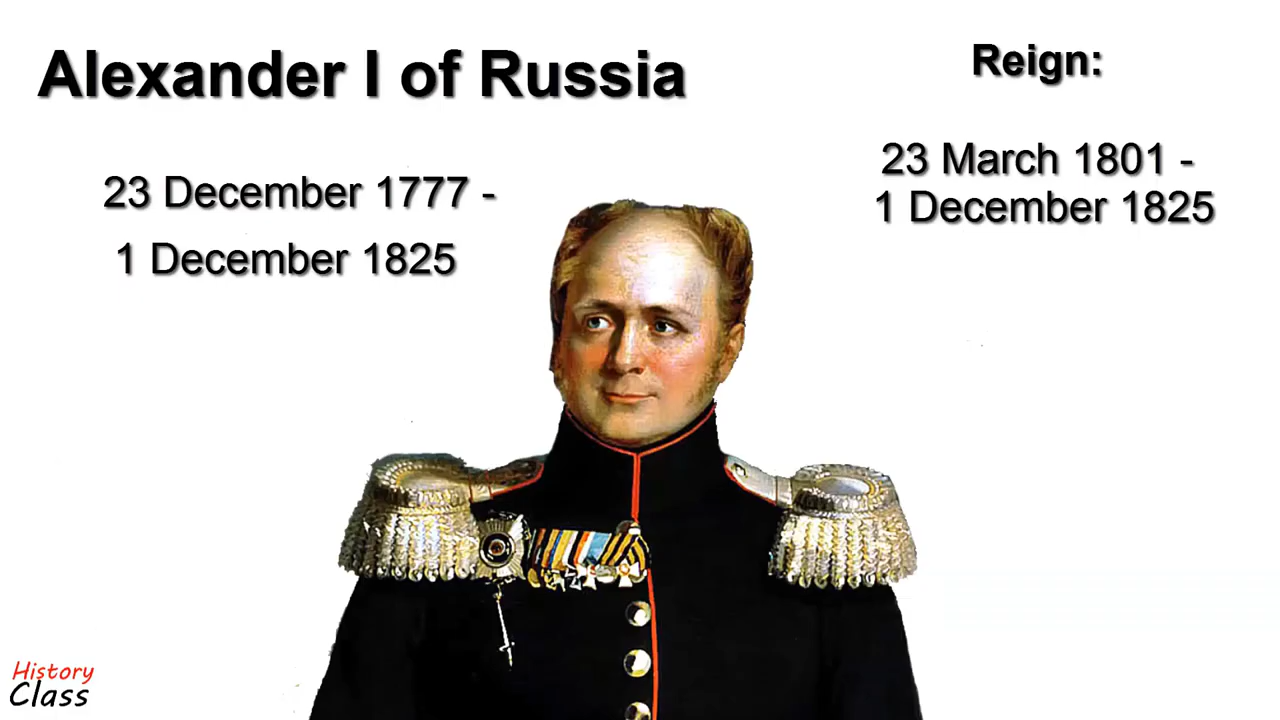 Alexander I of Russia
23 December 1777 -
1 December 1825
Reign:
23 March 1801 -
1 December 1825
History
Class